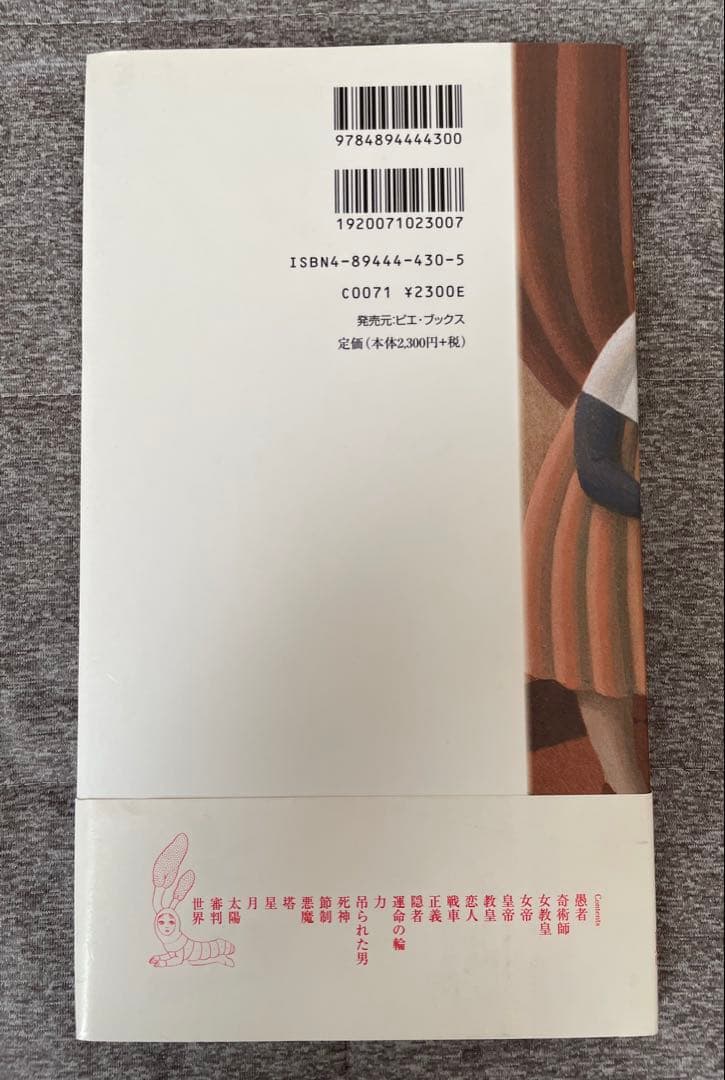 9784894444300
1920071023007
ISBN4-89444-430-5
C0071 ¥2300E
発売元:ピエ・ブックス
定価(本体2,300円+税)
Contents
愚者
奇術師
女教皇
女帝
皇帝
教皇
恋人
戦車
正義
隠者
運命の輪
力
吊られた男
死神
節制
悪魔
塔
星
月
太陽
審判
世界